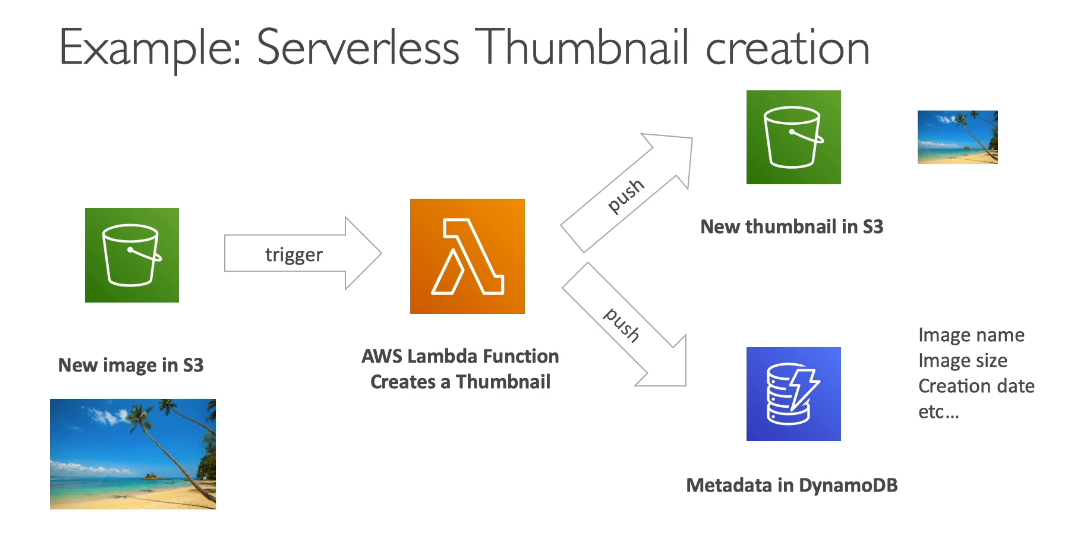 Example: Serverless Thumbnail creation
New image in S3
trigger
AWS Lambda Function
Creates a Thumbnail
push
New thumbnail in S3
push
Metadata in DynamoDB
Image name
Image size
Creation date
etc...